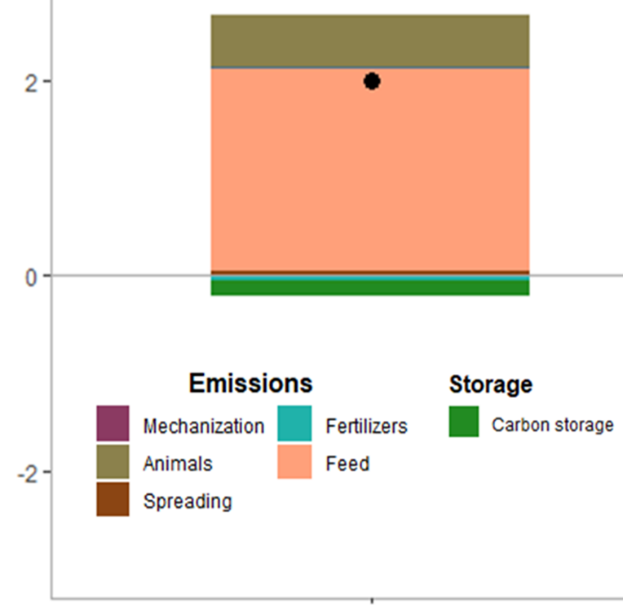 2
0
-2
Emissions Storage
Mechanization Fertilizers Carbon storage
Animals Feed
Spreading